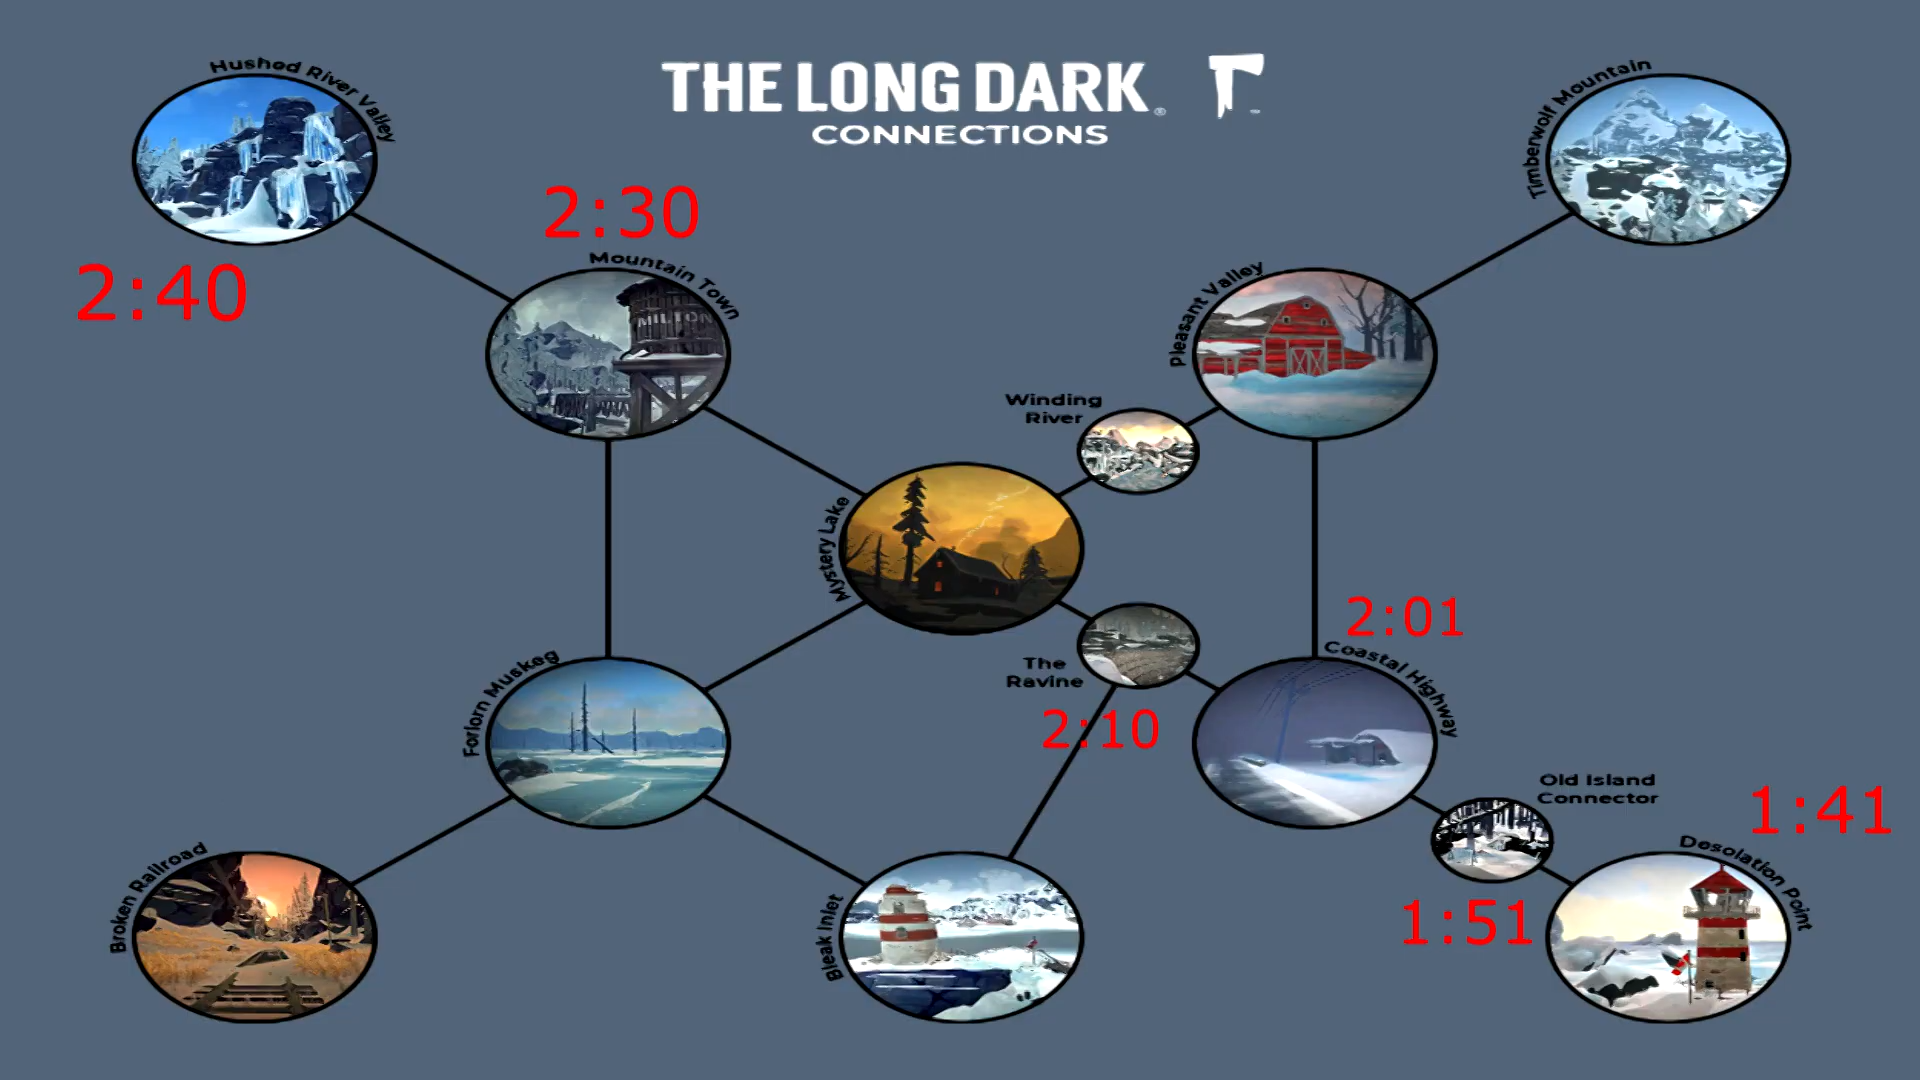 THE LONG DARK®
CONNECTIONS
Hushed River Valley
Timberwolf Mountain
2:30
2:40
Mountain Town
MILTON
Pleasant Valley
Winding
River
Mystery Lake
2:01
Coastal Highway
Forlorn Muskeg
The
Ravine
2:10
Old Island
Connector
1:41
Desolation Point
Broken Railroad
Bleak Inlet
1:51